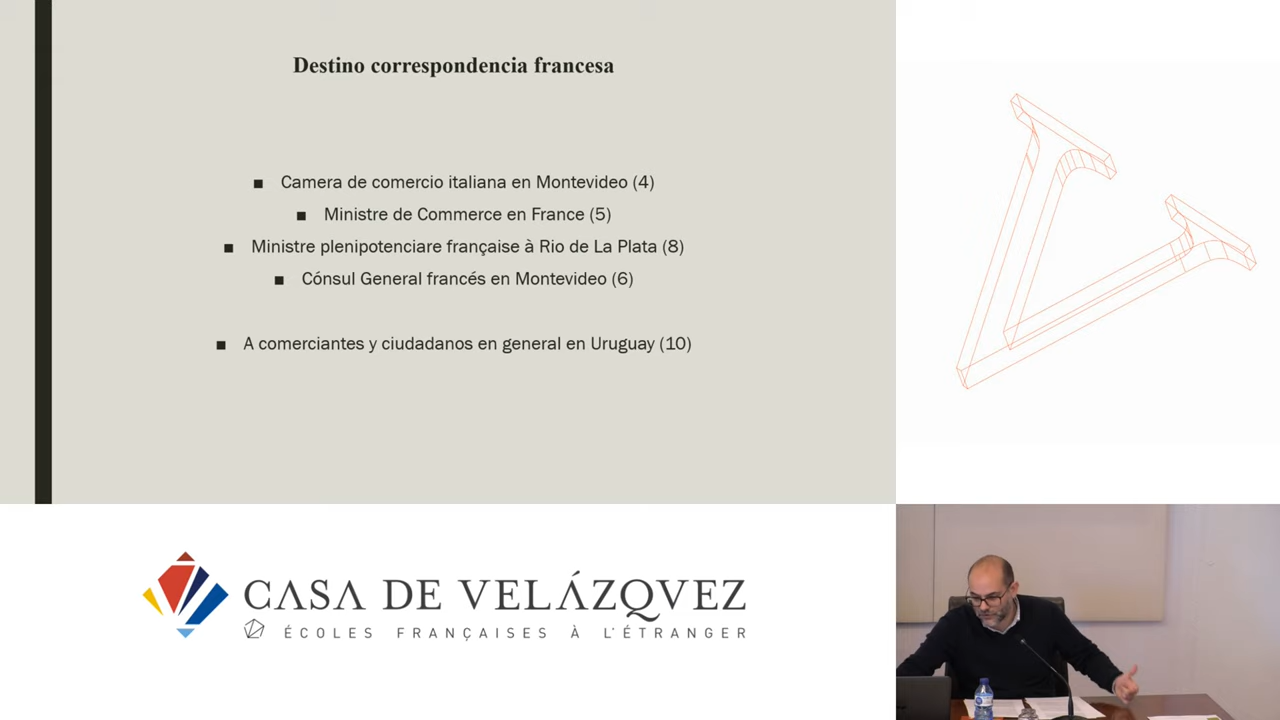 Destino correspondencia francesa
■ Camera de comercio italiana en Montevideo (4)
■ Ministre de Commerce en France (5)
■ Ministre plenipotenciare française à Rio de La Plata (8)
■ Cónsul General francés en Montevideo (6)
■ A comerciantes y ciudadanos en general en Uruguay (10)
CASA DE VELÁZQVEZ
ÉCOLES FRANÇAISES À L'ÉTRANGER